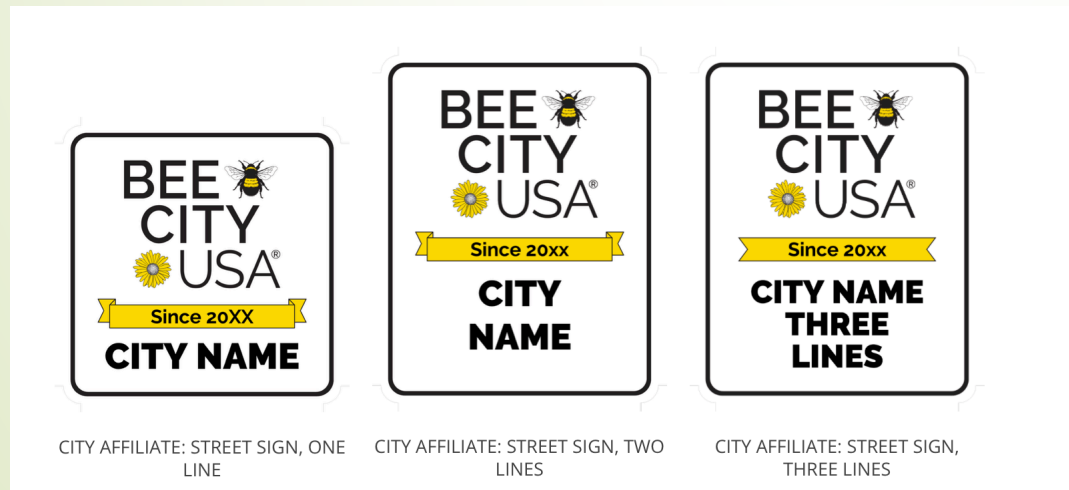 BEE
CITY
USA®
Since 20XX
CITY NAME
CITY AFFILIATE: STREET SIGN, ONE
LINE
BEE
CITY
USA®
Since 20xx
CITY
NAME
CITY AFFILIATE: STREET SIGN, TWO
LINES
BEE
CITY
USA®
Since 20xx
CITY NAME
THREE
LINES
CITY AFFILIATE: STREET SIGN,
THREE LINES